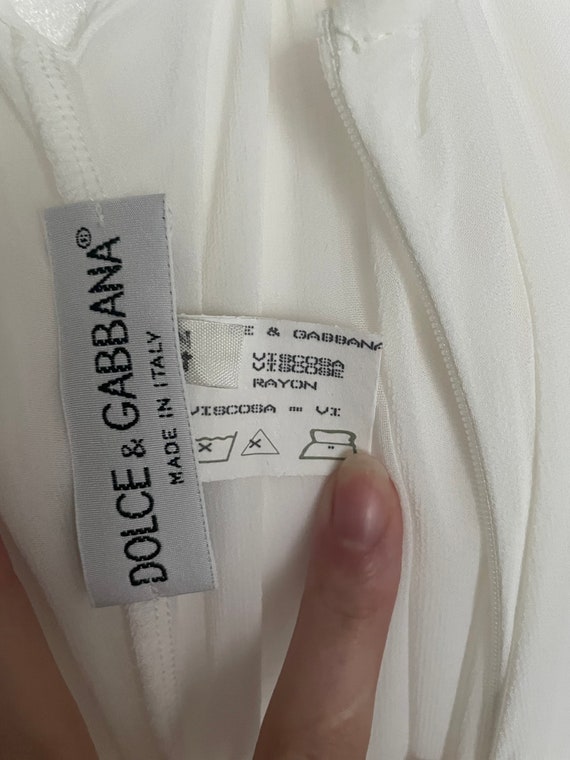 DOLCE & GABBANA®
MADE IN ITALY
E & GABBANA
VISCOSA
VISCOSE
RAYON
VISCOSA = VI